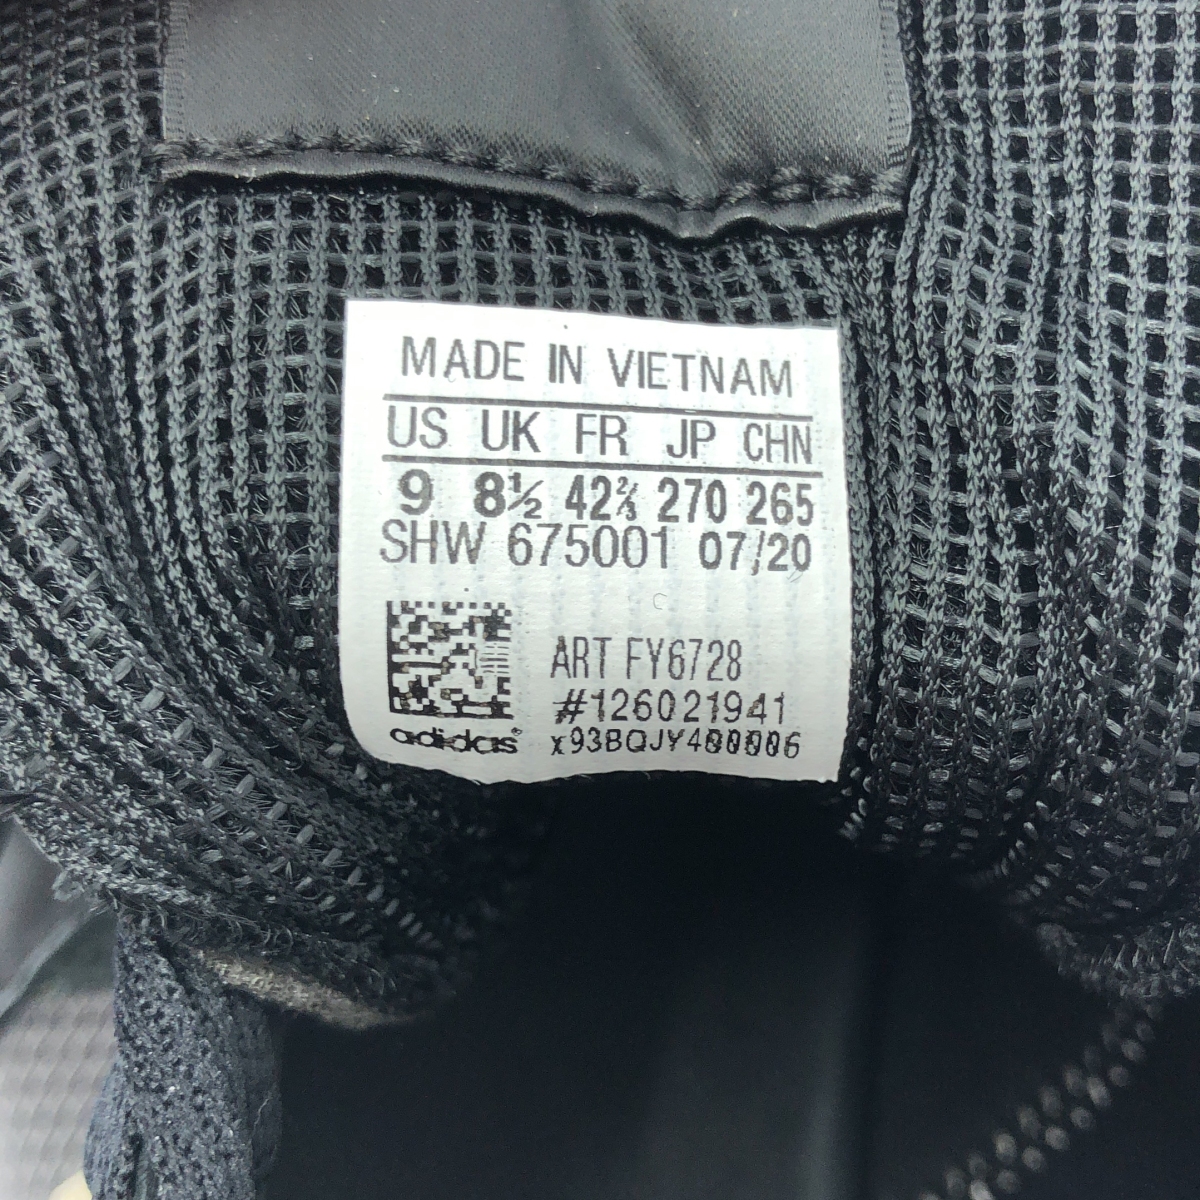 MADE IN VIETNAM
US UK FR JP CHN
9 8½ 42⅔ 270 265
SHW 675001 07/20
ART FY6728
#126021941
adidas® x93BQJY400006